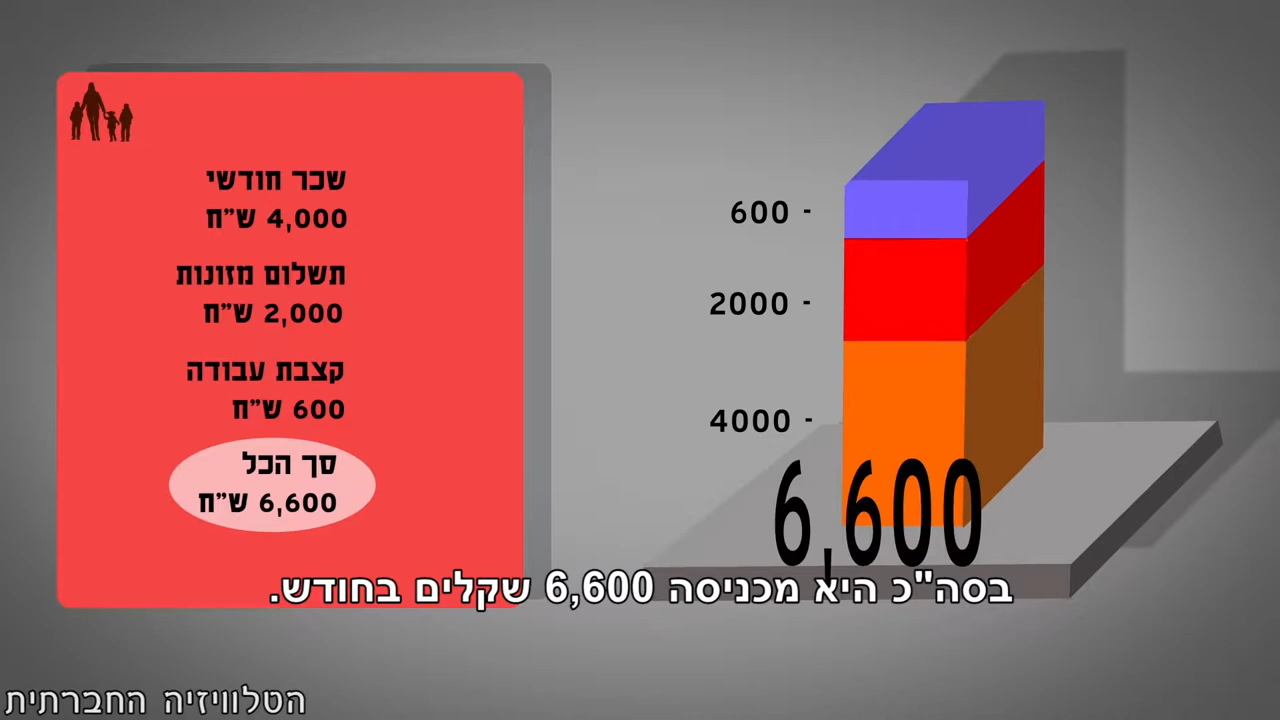 שכר חודשי
4,000 ש"ח
תשלום מזונות
2,000 ש"ח
קצבת עבודה
600 ש"ח
סך הכל
6,600 ש"ח
600 -
2000 -
4000 -
6,600
בסה"כ היא מכניסה 6,600 שקלים בחודש.
הטלוויזיה החברתית